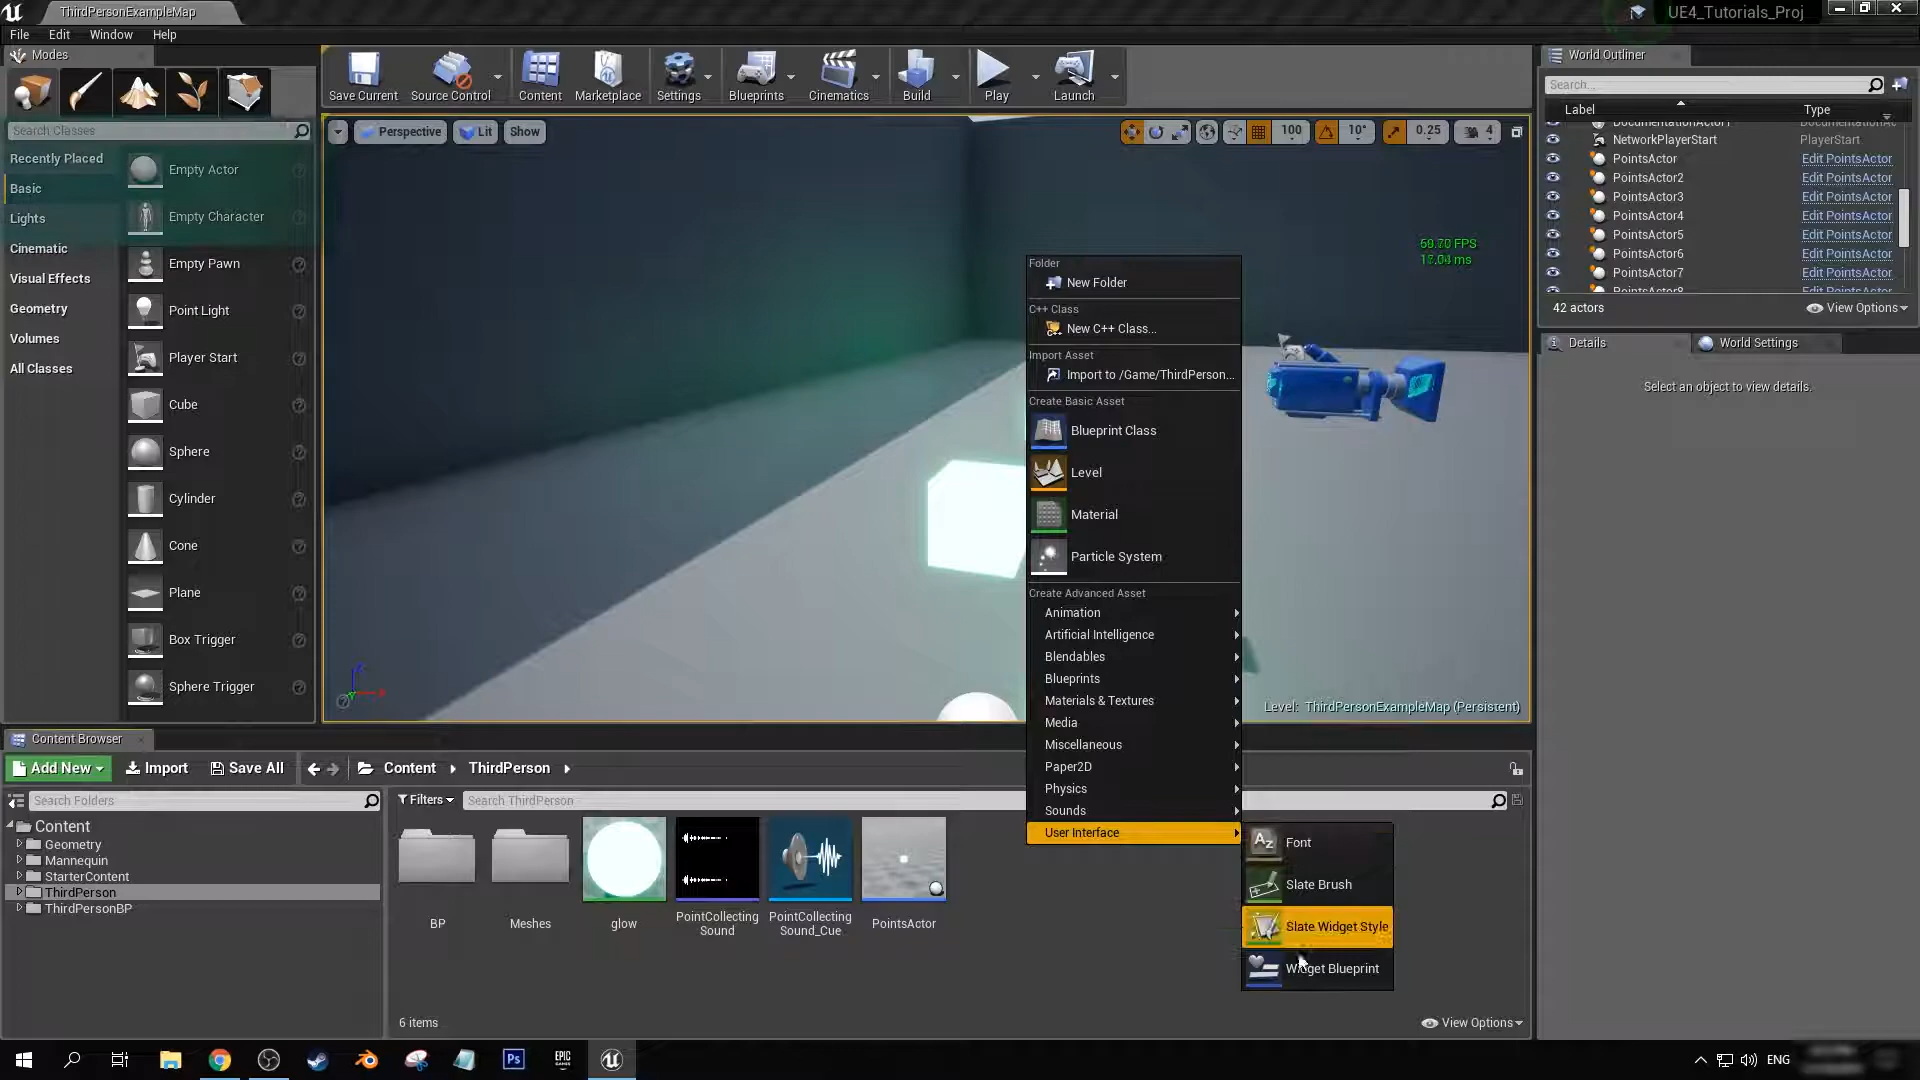 ThirdPersonExampleMap
UE4_Tutorials_Proj
File Edit Window Help
Modes
Search Classes
Recently Placed
Basic
Lights
Cinematic
Visual Effects
Geometry
Volumes
All Classes
Empty Actor
Empty Character
Empty Pawn
Point Light
Player Start
Cube
Sphere
Cylinder
Cone
Plane
Box Trigger
Sphere Trigger
Save Current
Source Control
Content
Marketplace
Settings
Blueprints
Cinematics
Build
Play
Launch
Perspective
Lit
Show
100
10°
0.25
4
59.70 FPS
17.04 ms
Level: ThirdPersonExampleMap (Persistent)
Folder
New Folder
C++ Class
New C++ Class...
Import Asset
Import to /Game/ThirdPerson...
Create Basic Asset
Blueprint Class
Level
Material
Particle System
Create Advanced Asset
Animation
Artificial Intelligence
Blendables
Blueprints
Materials & Textures
Media
Miscellaneous
Paper2D
Physics
Sounds
User Interface
Font
Slate Brush
Slate Widget Style
Widget Blueprint
World Outliner
Search...
Label Type
NetworkPlayerStart PlayerStart
PointsActor Edit PointsActor
PointsActor2 Edit PointsActor
PointsActor3 Edit PointsActor
PointsActor4 Edit PointsActor
PointsActor5 Edit PointsActor
PointsActor6 Edit PointsActor
PointsActor7 Edit PointsActor
PointsActor8 Edit PointsActor
42 actors
View Options
Details
World Settings
Select an object to view details.
Content Browser
Add New
Import
Save All
Content
ThirdPerson
Search Folders
Content
Geometry
Mannequin
StarterContent
ThirdPerson
ThirdPersonBP
Filters
Search ThirdPerson
BP
Meshes
glow
PointCollecting
Sound
PointCollecting
Sound_Cue
PointsActor
6 items
View Options
Ps
EPIC
GAMES
ENG